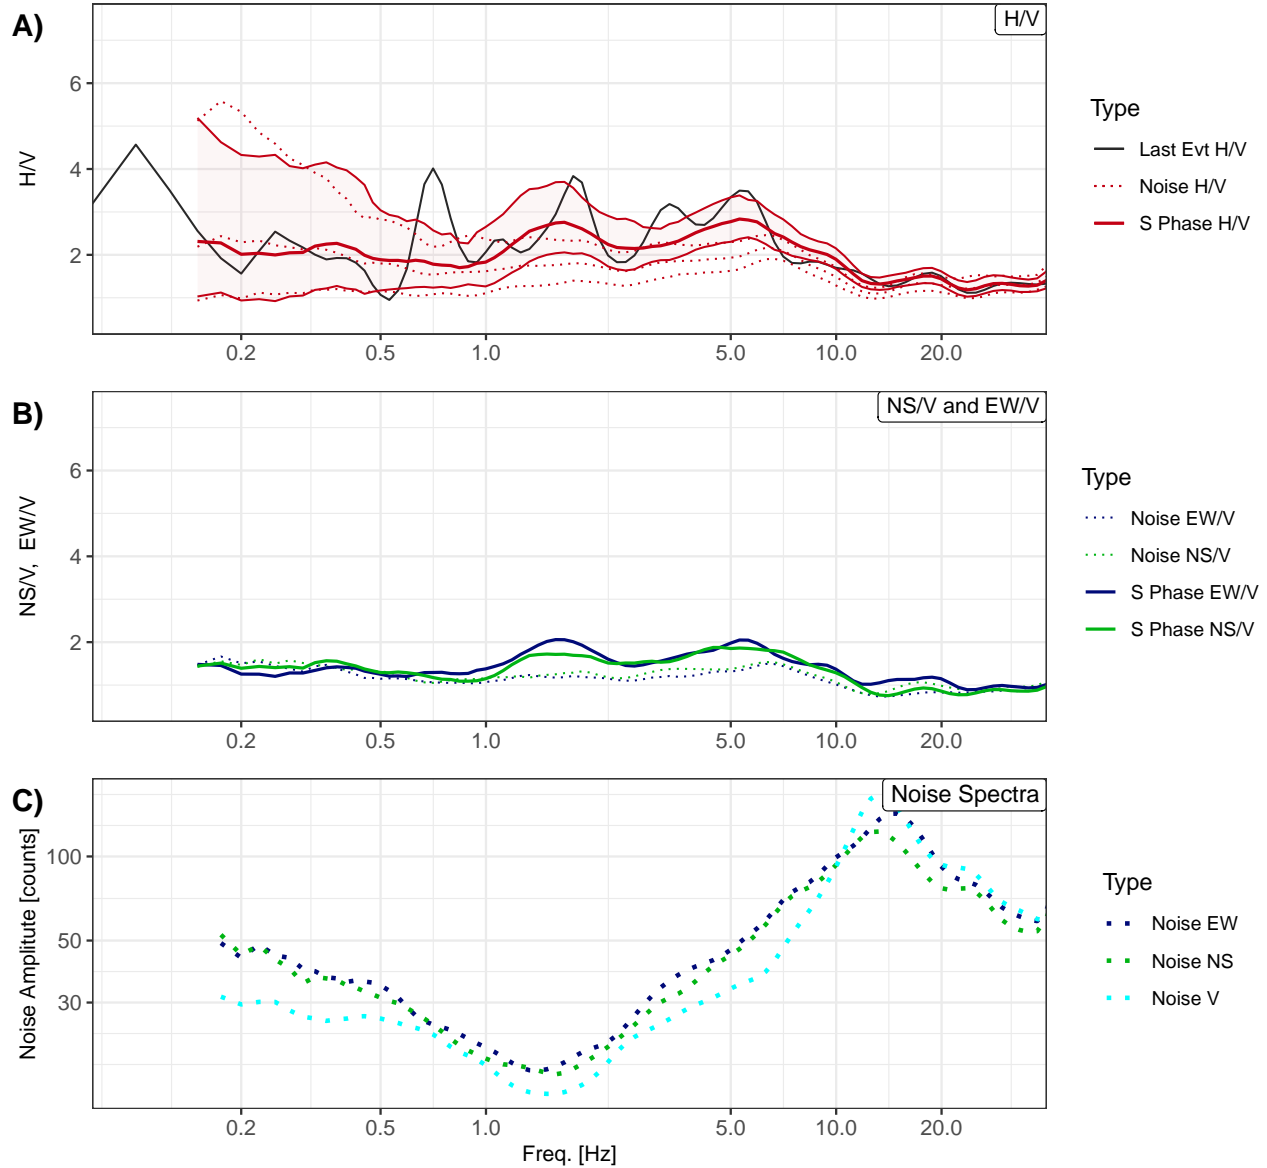 A)
H/V
H/V
6
4
2
0.2
0.5
1.0
5.0
10.0
20.0
Type
Last Evt H/V
Noise H/V
S Phase H/V
B)
NS/V and EW/V
NS/V, EW/V
6
4
2
0.2
0.5
1.0
5.0
10.0
20.0
Type
Noise EW/V
Noise NS/V
S Phase EW/V
S Phase NS/V
C)
Noise Spectra
Noise Amplitute [counts]
100
50
30
0.2
0.5
1.0
5.0
10.0
20.0
Freq. [Hz]
Type
Noise EW
Noise NS
Noise V